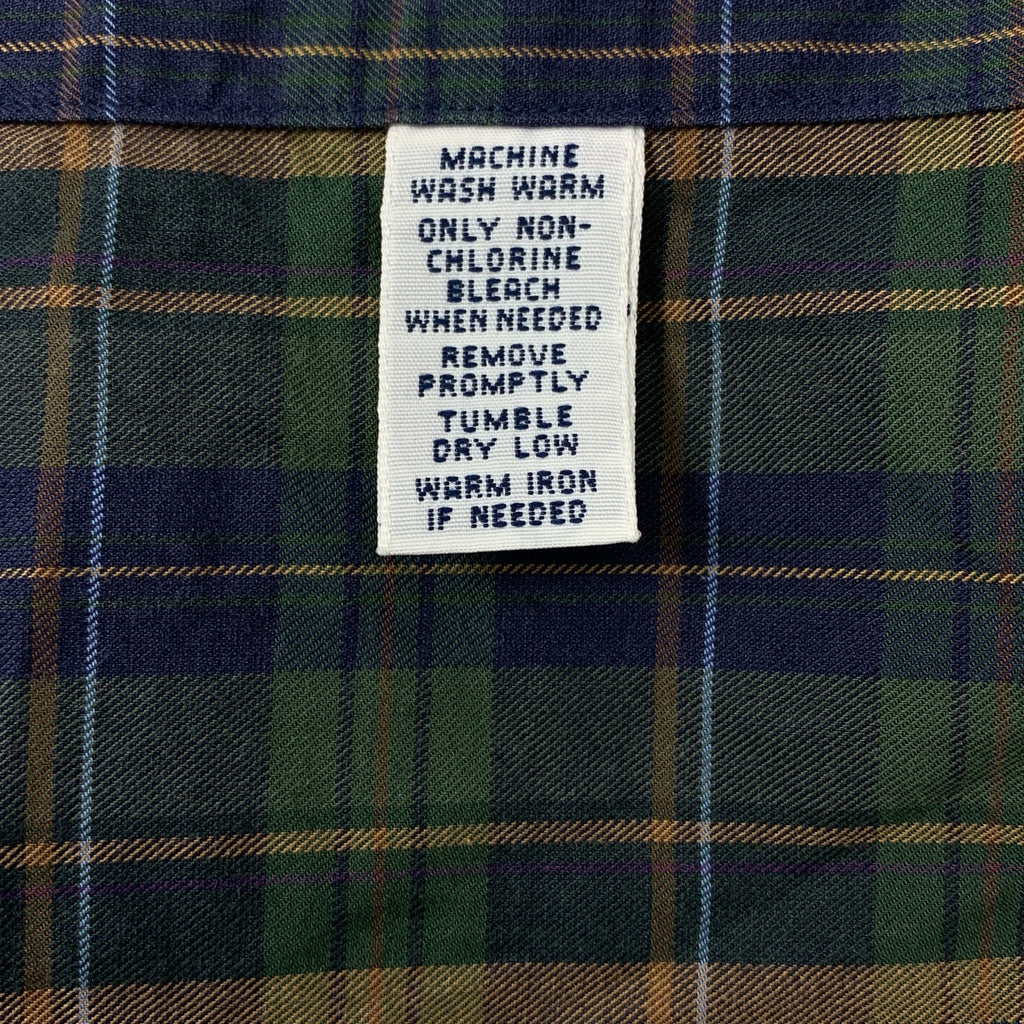 MACHINE
WASH WARM
ONLY NON-
CHLORINE
BLEACH
WHEN NEEDED
REMOVE
PROMPTLY
TUMBLE
DRY LOW
WARM IRON
IF NEEDED